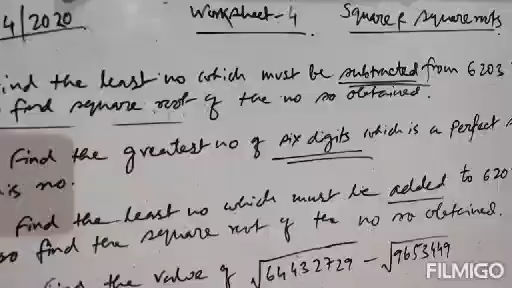 4/2020 Worksheet-4 Square & square roots
ind the least no which must be subtracted from 6203
find square root of the no so obtained.
Find the greatest no of six digits which is a perfect s
is no.
Find the least no which must be added to 620
so find the square root of the no so obtained.
Find the value of √64432729 - √9653449
FILMIGO